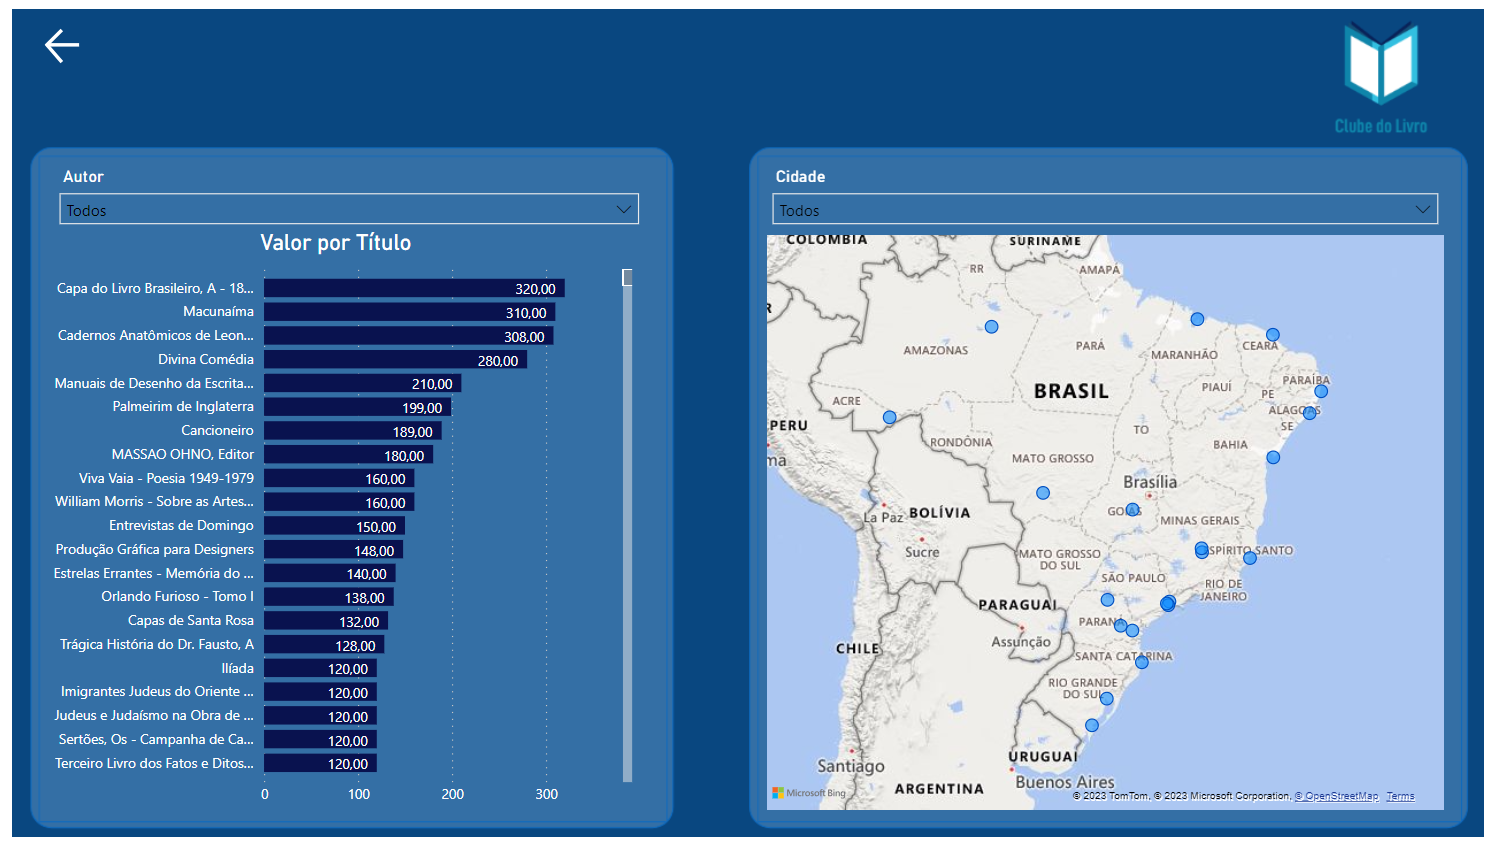 Clube do Livro
Autor
Todos
Valor por Título
Capa do Livro Brasileiro, A - 18... 320,00
Macunaíma 310,00
Cadernos Anatômicos de Leon... 308,00
Divina Comédia 280,00
Manuais de Desenho da Escrita... 210,00
Palmeirim de Inglaterra 199,00
Cancioneiro 189,00
MASSAO OHNO, Editor 180,00
Viva Vaia - Poesia 1949-1979 160,00
William Morris - Sobre as Artes... 160,00
Entrevistas de Domingo 150,00
Produção Gráfica para Designers 148,00
Estrelas Errantes - Memória do ... 140,00
Orlando Furioso - Tomo I 138,00
Capas de Santa Rosa 132,00
Trágica História do Dr. Fausto, A 128,00
Ilíada 120,00
Imigrantes Judeus do Oriente ... 120,00
Judeus e Judaísmo na Obra de ... 120,00
Sertões, Os - Campanha de Ca... 120,00
Terceiro Livro dos Fatos e Ditos... 120,00
0 100 200 300
Cidade
Todos
COLOMBIA
SURINAME
RR
AMAPÁ
AMAZONAS
PARÁ
MARANHÃO
CEARÁ
PIAUÍ
PARAÍBA
PE
BRASIL
ACRE
ALAGOAS
SE
PERU
TO
RONDÔNIA
BAHIA
ma
MATO GROSSO
Brasília
La Paz
BOLÍVIA
GOIÁS
MINAS GERAIS
Sucre
MATO GROSSO
DO SUL
ESPÍRITO SANTO
SÃO PAULO
RIO DE
JANEIRO
PARAGUAI
PARANÁ
Assunção
CHILE
SANTA CATARINA
RIO GRANDE
DO SUL
URUGUAI
Santiago
Buenos Aires
ARGENTINA
Microsoft Bing
© 2023 TomTom, © 2023 Microsoft Corporation, © OpenStreetMap Terms